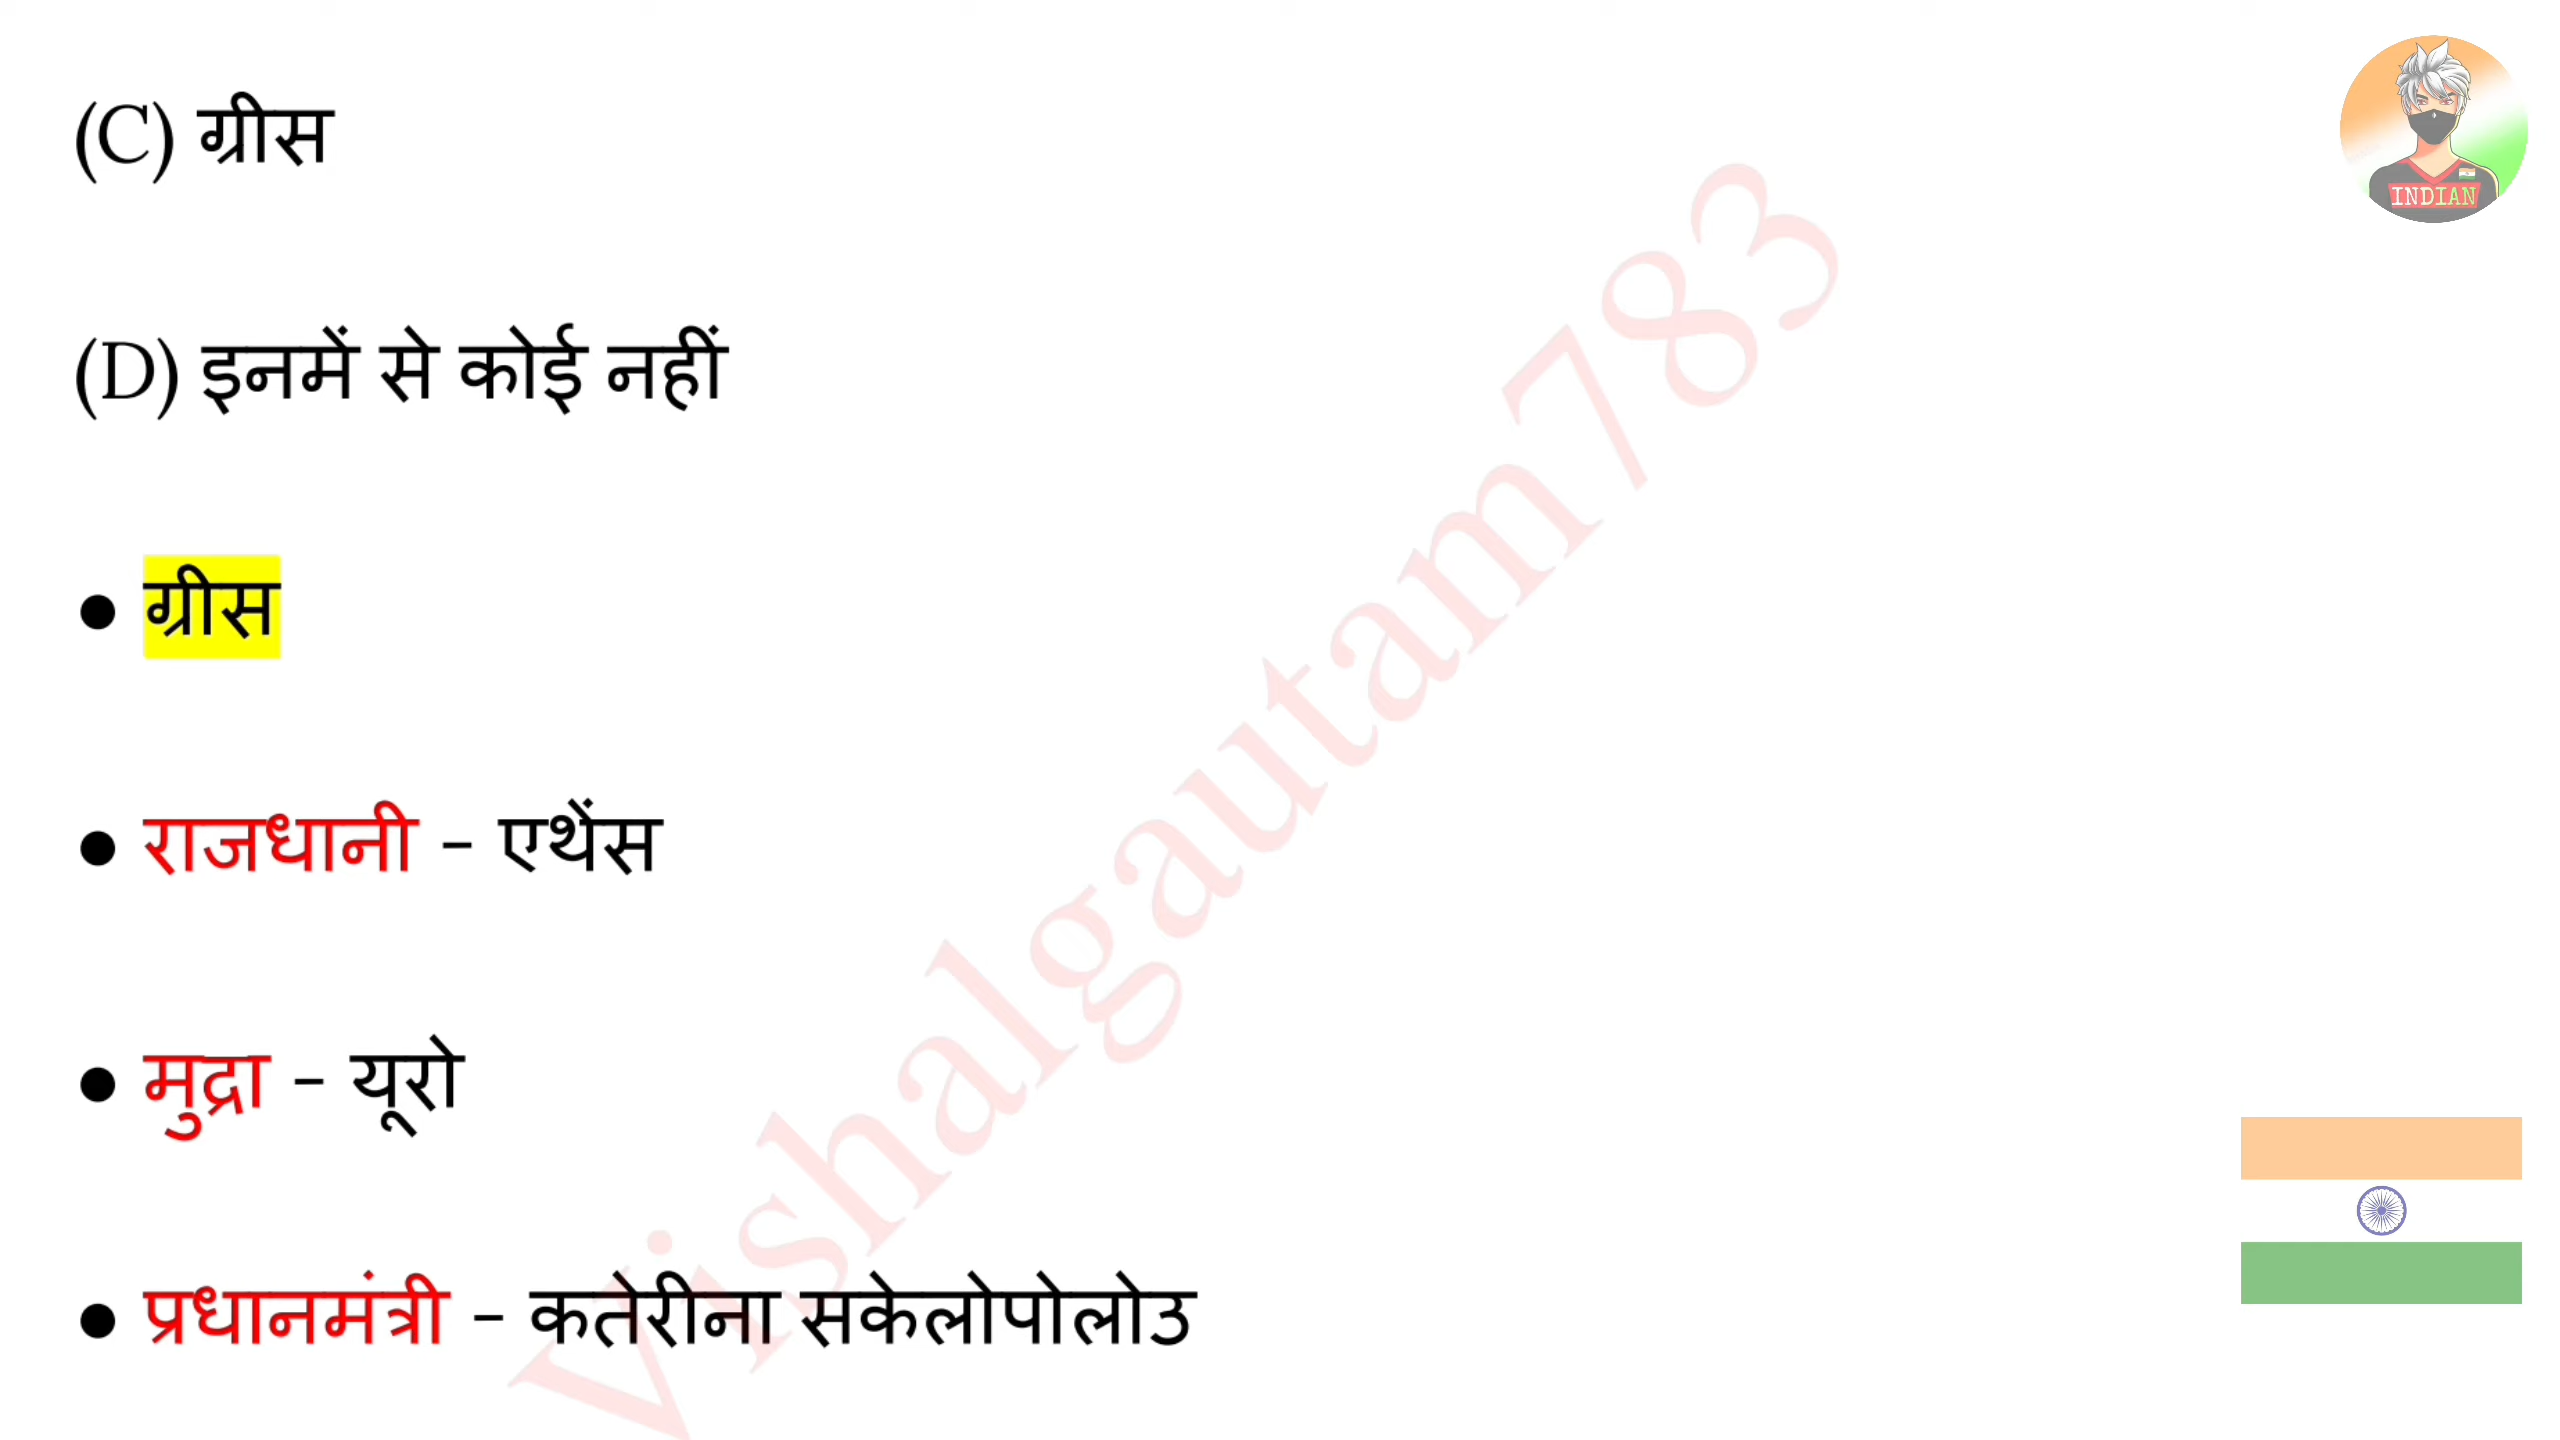 (C) ग्रीस
INDIAN
(D) इनमें से कोई नहीं
● ग्रीस
● राजधानी - एथेंस
● मुद्रा - यूरो
● प्रधानमंत्री - कतेरीना सकेलोपोलोउ
Vishalgautam783